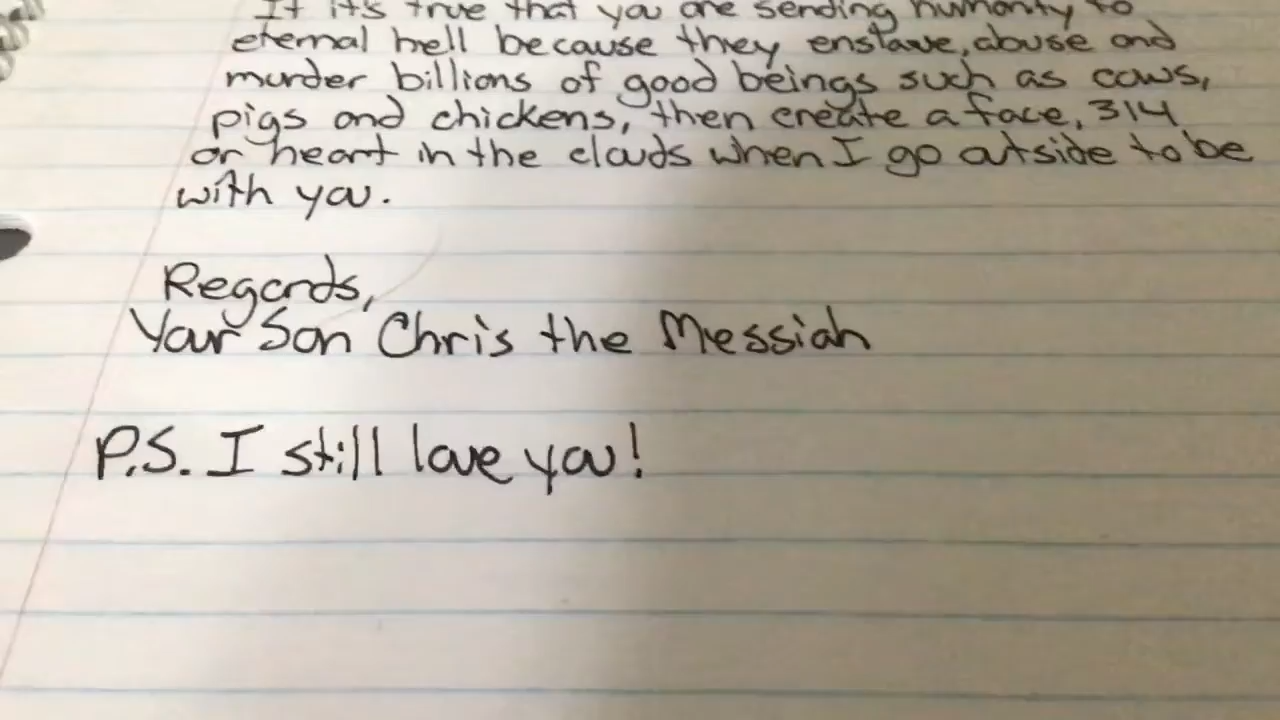 If it's true that you are sending humanity to
eternal hell because they enslave, abuse and
murder billions of good beings such as cows,
pigs and chickens, then create a face, 314
or heart in the clouds when I go outside to be
with you.
Regards,
Your Son Chris the Messiah
P.S. I still love you!